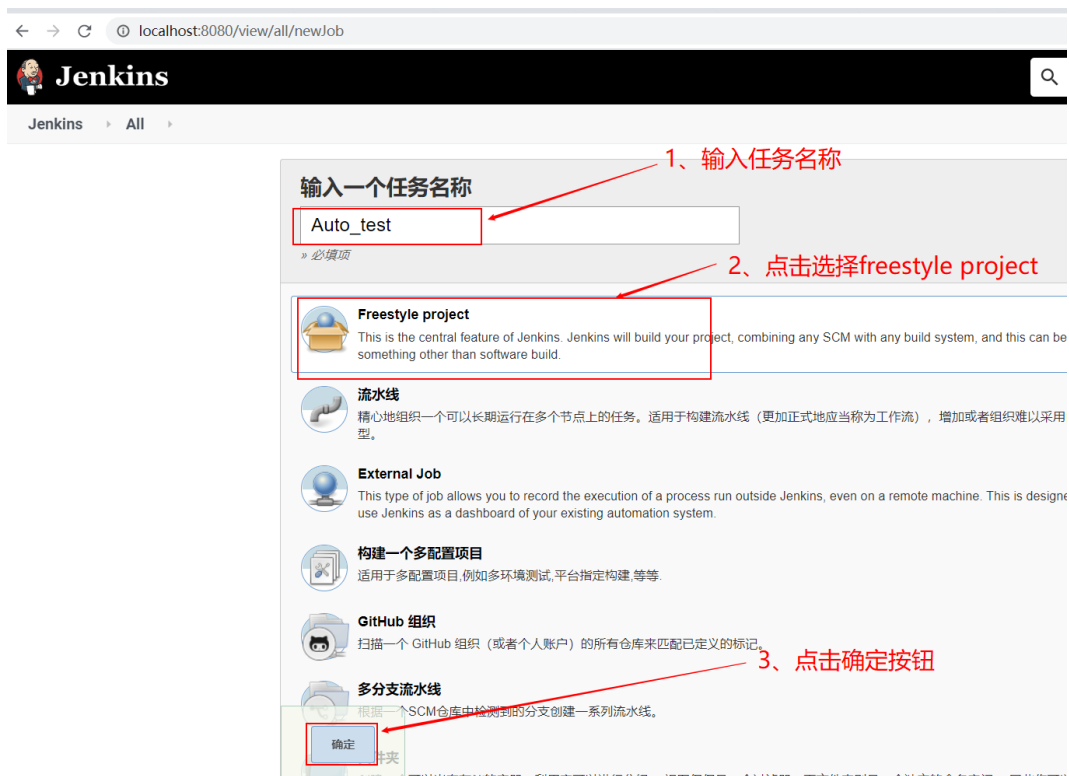 localhost:8080/view/all/newJob
Jenkins
Jenkins All
1、输入任务名称
输入一个任务名称
Auto_test
» 必填项
2、点击选择freestyle project
Freestyle project
This is the central feature of Jenkins. Jenkins will build your project, combining any SCM with any build system, and this can be
something other than software build.
流水线
精心地组织一个可以长期运行在多个节点上的任务。适用于构建流水线（更加正式地应当称为工作流），增加或者组织难以采用
型。
External Job
This type of job allows you to record the execution of a process run outside Jenkins, even on a remote machine. This is designe
use Jenkins as a dashboard of your existing automation system.
构建一个多配置项目
适用于多配置项目,例如多环境测试,平台指定构建,等等.
GitHub 组织
扫描一个 GitHub 组织（或者个人账户）的所有仓库来匹配已定义的标记。
3、点击确定按钮
多分支流水线
根据一个SCM仓库中检测到的分支创建一系列流水线。
确定
件夹